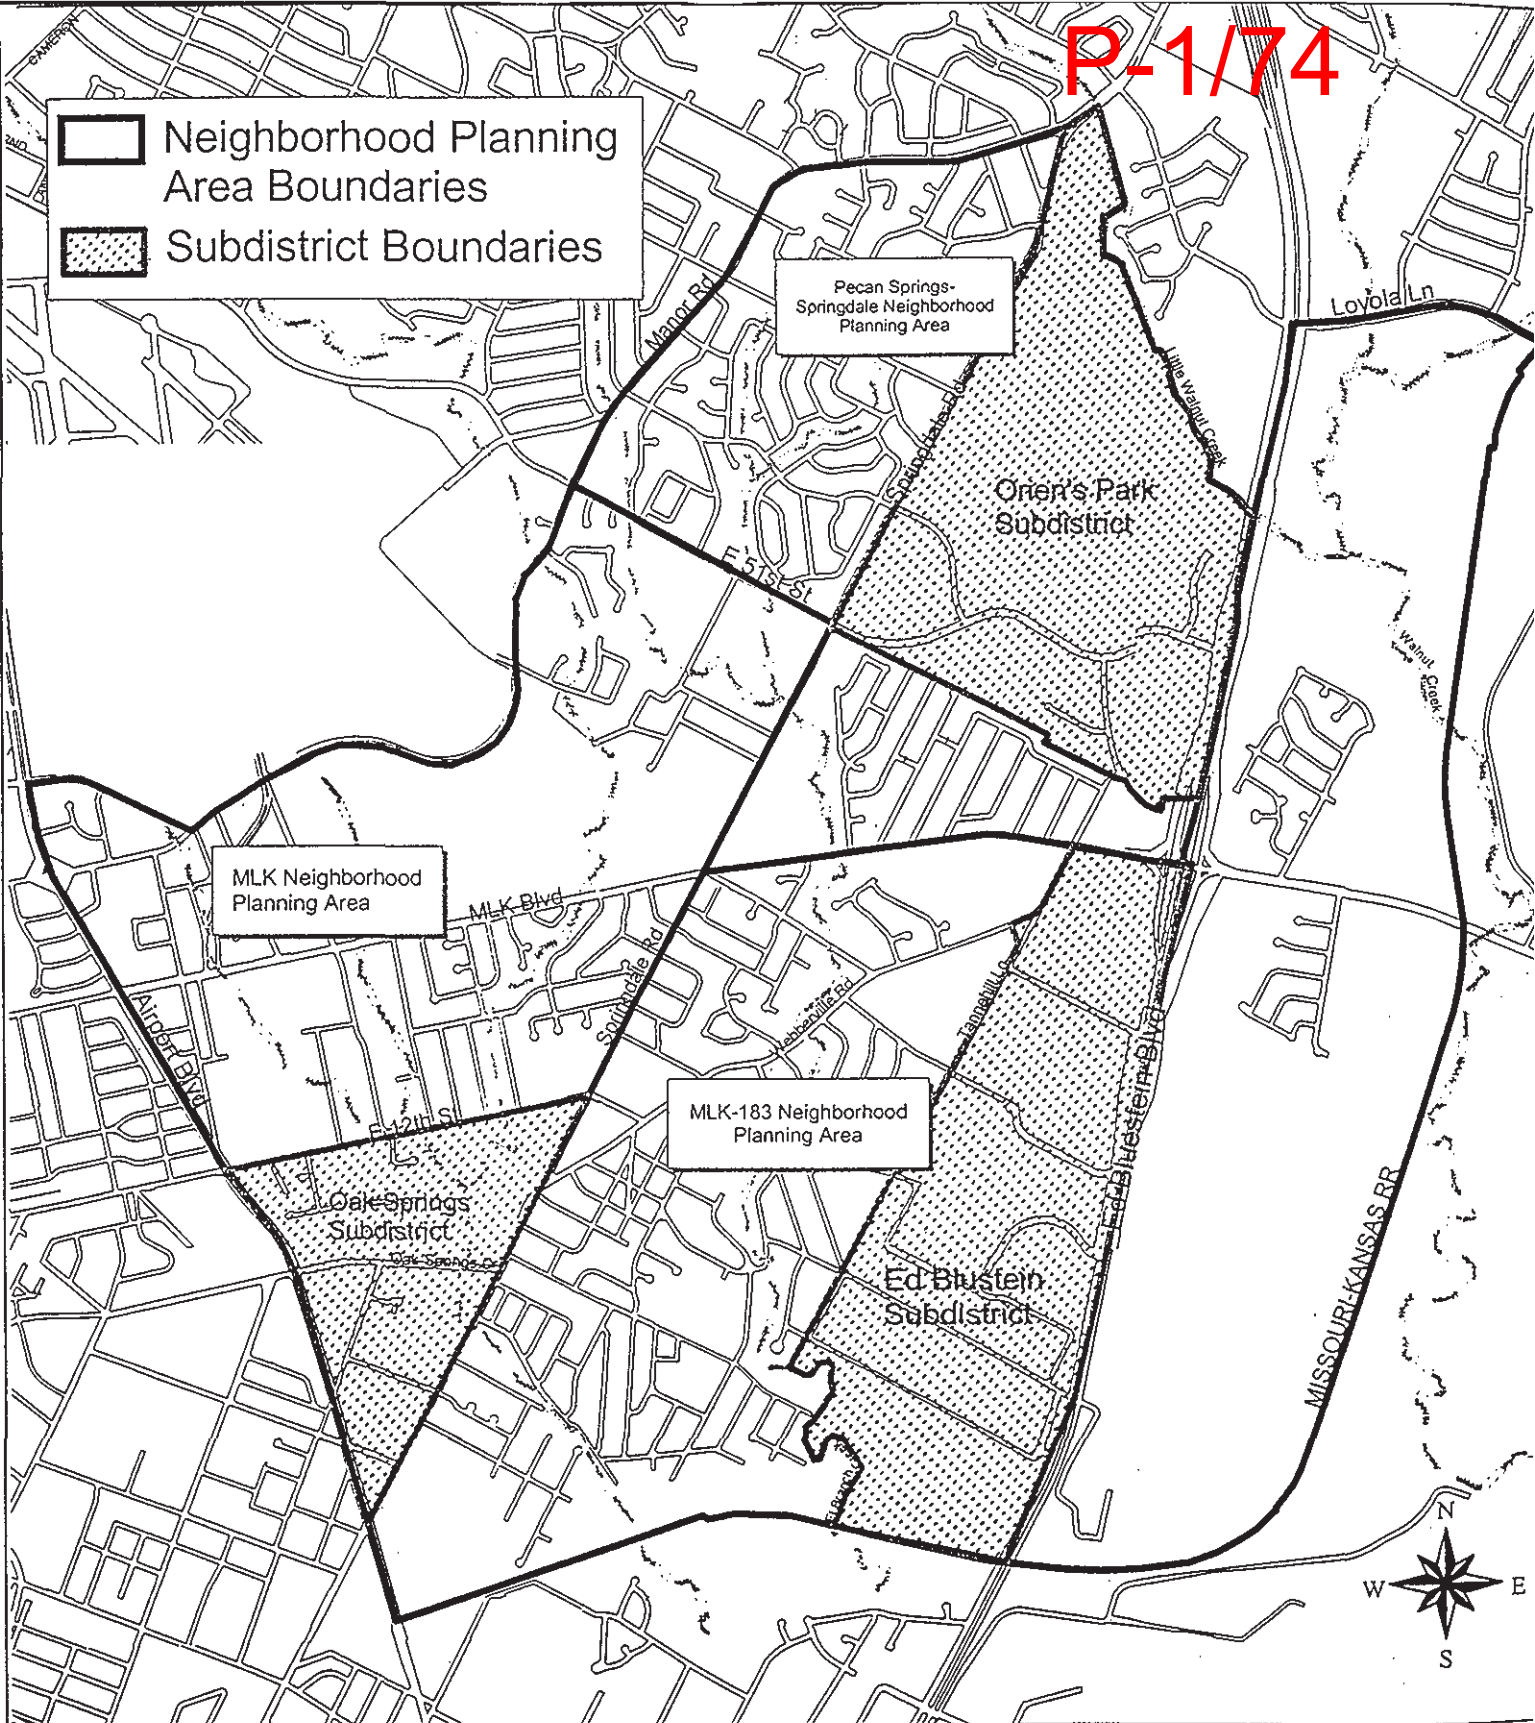 P-1/74
CAMERON
Neighborhood Planning
Area Boundaries
Subdistrict Boundaries
Pecan Springs-
Springdale Neighborhood
Planning Area
Manor Rd
Loyola Ln
Little Walnut Creek
Springdale Rd
Orien's Park
Subdistrict
E 51st St
Walnut
Creek
MLK Neighborhood
Planning Area
MLK Blvd
Springdale Rd
Tannehill Ln
Webberville Rd
Airport Blvd
Ed Bluestein Blvd
MLK-183 Neighborhood
Planning Area
E 12th St
Oak Springs
Subdistrict
Oak Springs Dr
Ed Blustein
Subdistrict
MISSOURI-KANSAS RR
N
W
E
S